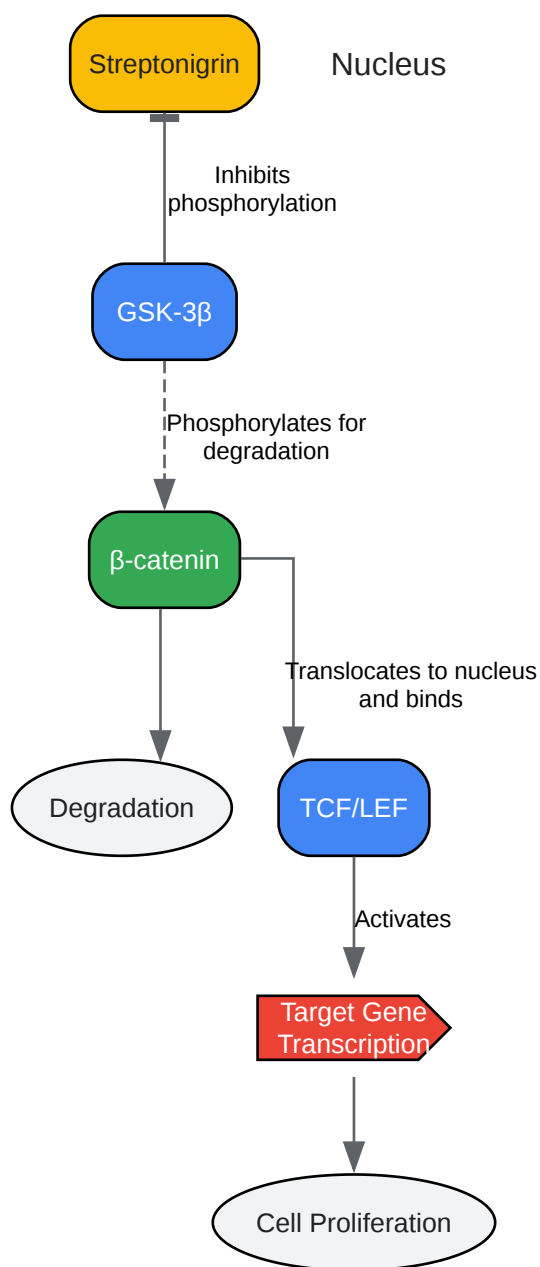 Streptonigrin
Nucleus
Inhibits
phosphorylation
GSK-3β
Phosphorylates for
degradation
β-catenin
Translocates to nucleus
and binds
Degradation
TCF/LEF
Activates
Target Gene
Transcription
Cell Proliferation